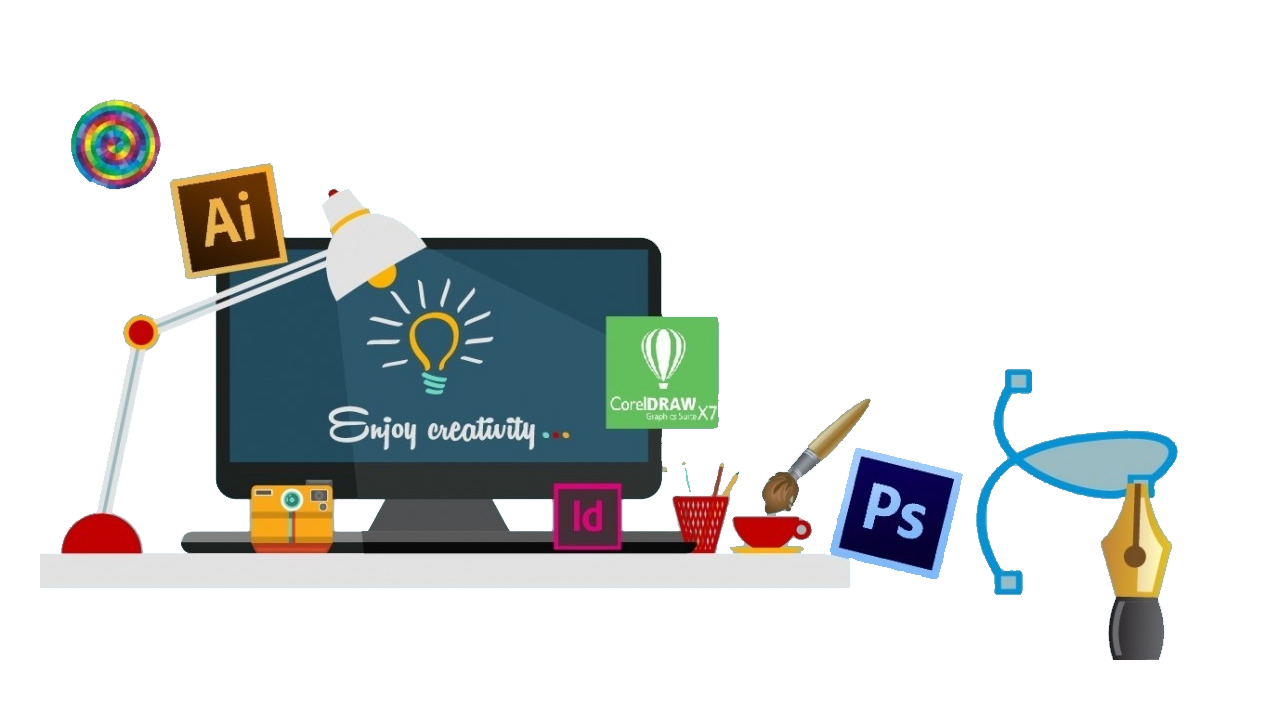 Ai
Enjoy creativity...
CorelDRAW
Graphics Suite X7
Id
Ps